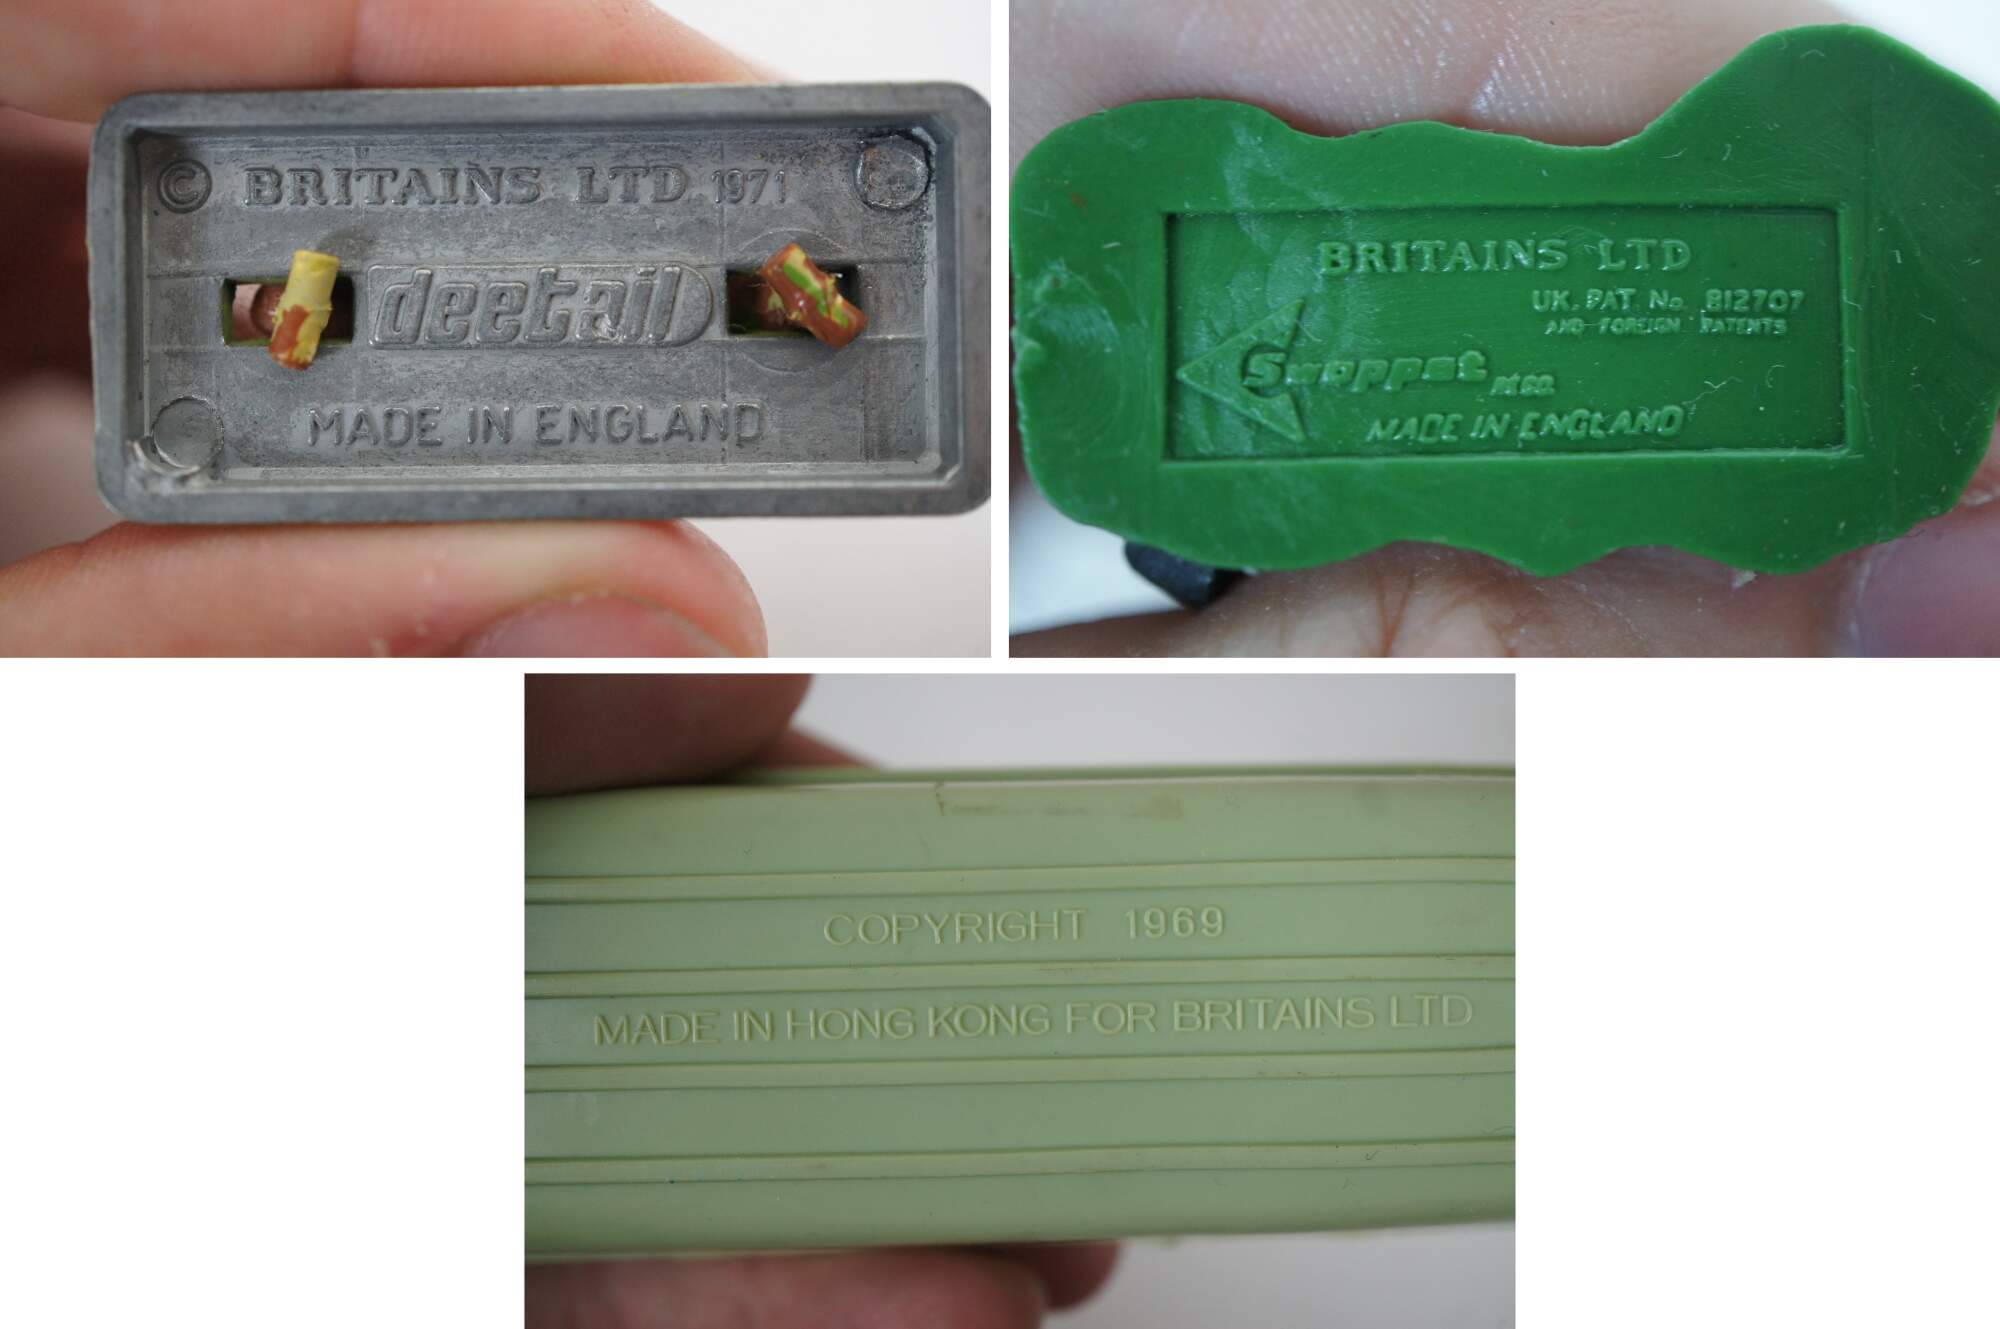 © BRITAINS LTD 1971
deetail
MADE IN ENGLAND
BRITAINS LTD
UK. PAT No 812707
AND FOREIGN PATENTS
Swoppet
MADE IN ENGLAND
COPYRIGHT 1969
MADE IN HONG KONG FOR BRITAINS LTD